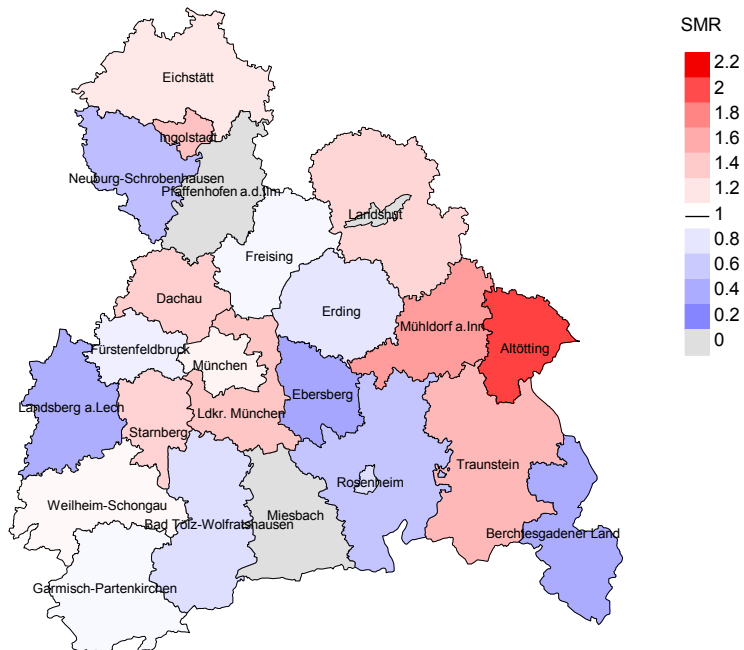 SMR
2.2
2
1.8
1.6
1.4
1.2
1
0.8
0.6
0.4
0.2
0
Eichstätt
Ingolstadt
Neuburg-Schrobenhausen
Pfaffenhofen a.d.Ilm
Landshut
Freising
Dachau
Erding
Mühldorf a.Inn
Altötting
Fürstenfeldbruck
München
Ebersberg
Landsberg a.Lech
Ldkr. München
Starnberg
Traunstein
Rosenheim
Weilheim-Schongau
Miesbach
Bad Tölz-Wolfratshausen
Berchtesgadener Land
Garmisch-Partenkirchen